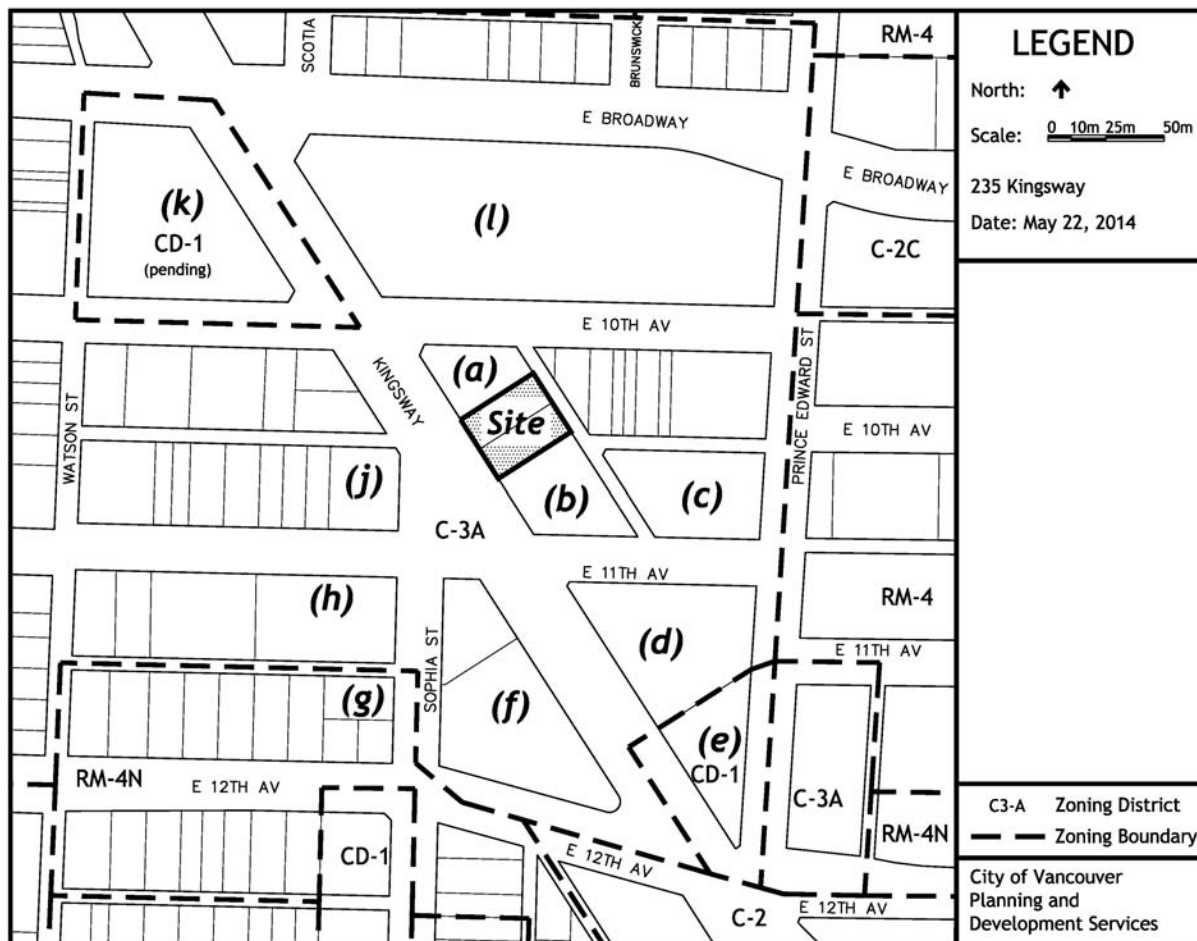 SCOTIA
BRUNSWICK
RM-4
E BROADWAY
E BROADWAY
(k)
CD-1
(pending)
(l)
C-2C
E 10TH AV
KINGSWAY
(a)
Site
PRINCE EDWARD ST
WATSON ST
E 10TH AV
(j)
(b)
(c)
C-3A
E 11TH AV
(h)
RM-4
SOPHIA ST
(d)
E 11TH AV
(g)
(f)
(e)
CD-1
RM-4N
E 12TH AV
C-3A
RM-4N
CD-1
E 12TH AV
C-2
E 12TH AV
LEGEND
North:
Scale: 0 10m 25m 50m
235 Kingsway
Date: May 22, 2014
C3-A Zoning District
Zoning Boundary
City of Vancouver
Planning and
Development Services